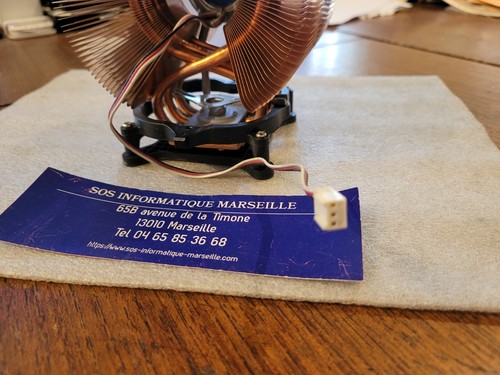 SOS INFORMATIQUE MARSEILLE
65B avenue de la Timone
13010 Marseille
Tel 04 65 85 36 68
https://www.sos-informatique-marseille.com